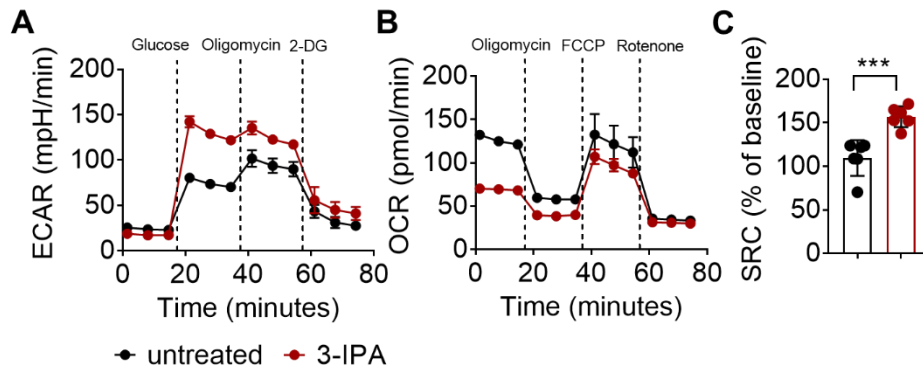 A
Glucose Oligomycin 2-DG
ECAR (mpH/min)
200
150
100
50
0
0 20 40 60 80
Time (minutes)
B
Oligomycin FCCP Rotenone
OCR (pmol/min)
200
150
100
50
0
0 20 40 60 80
Time (minutes)
C
***
SRC (% of baseline)
200
150
100
50
0
untreated 3-IPA